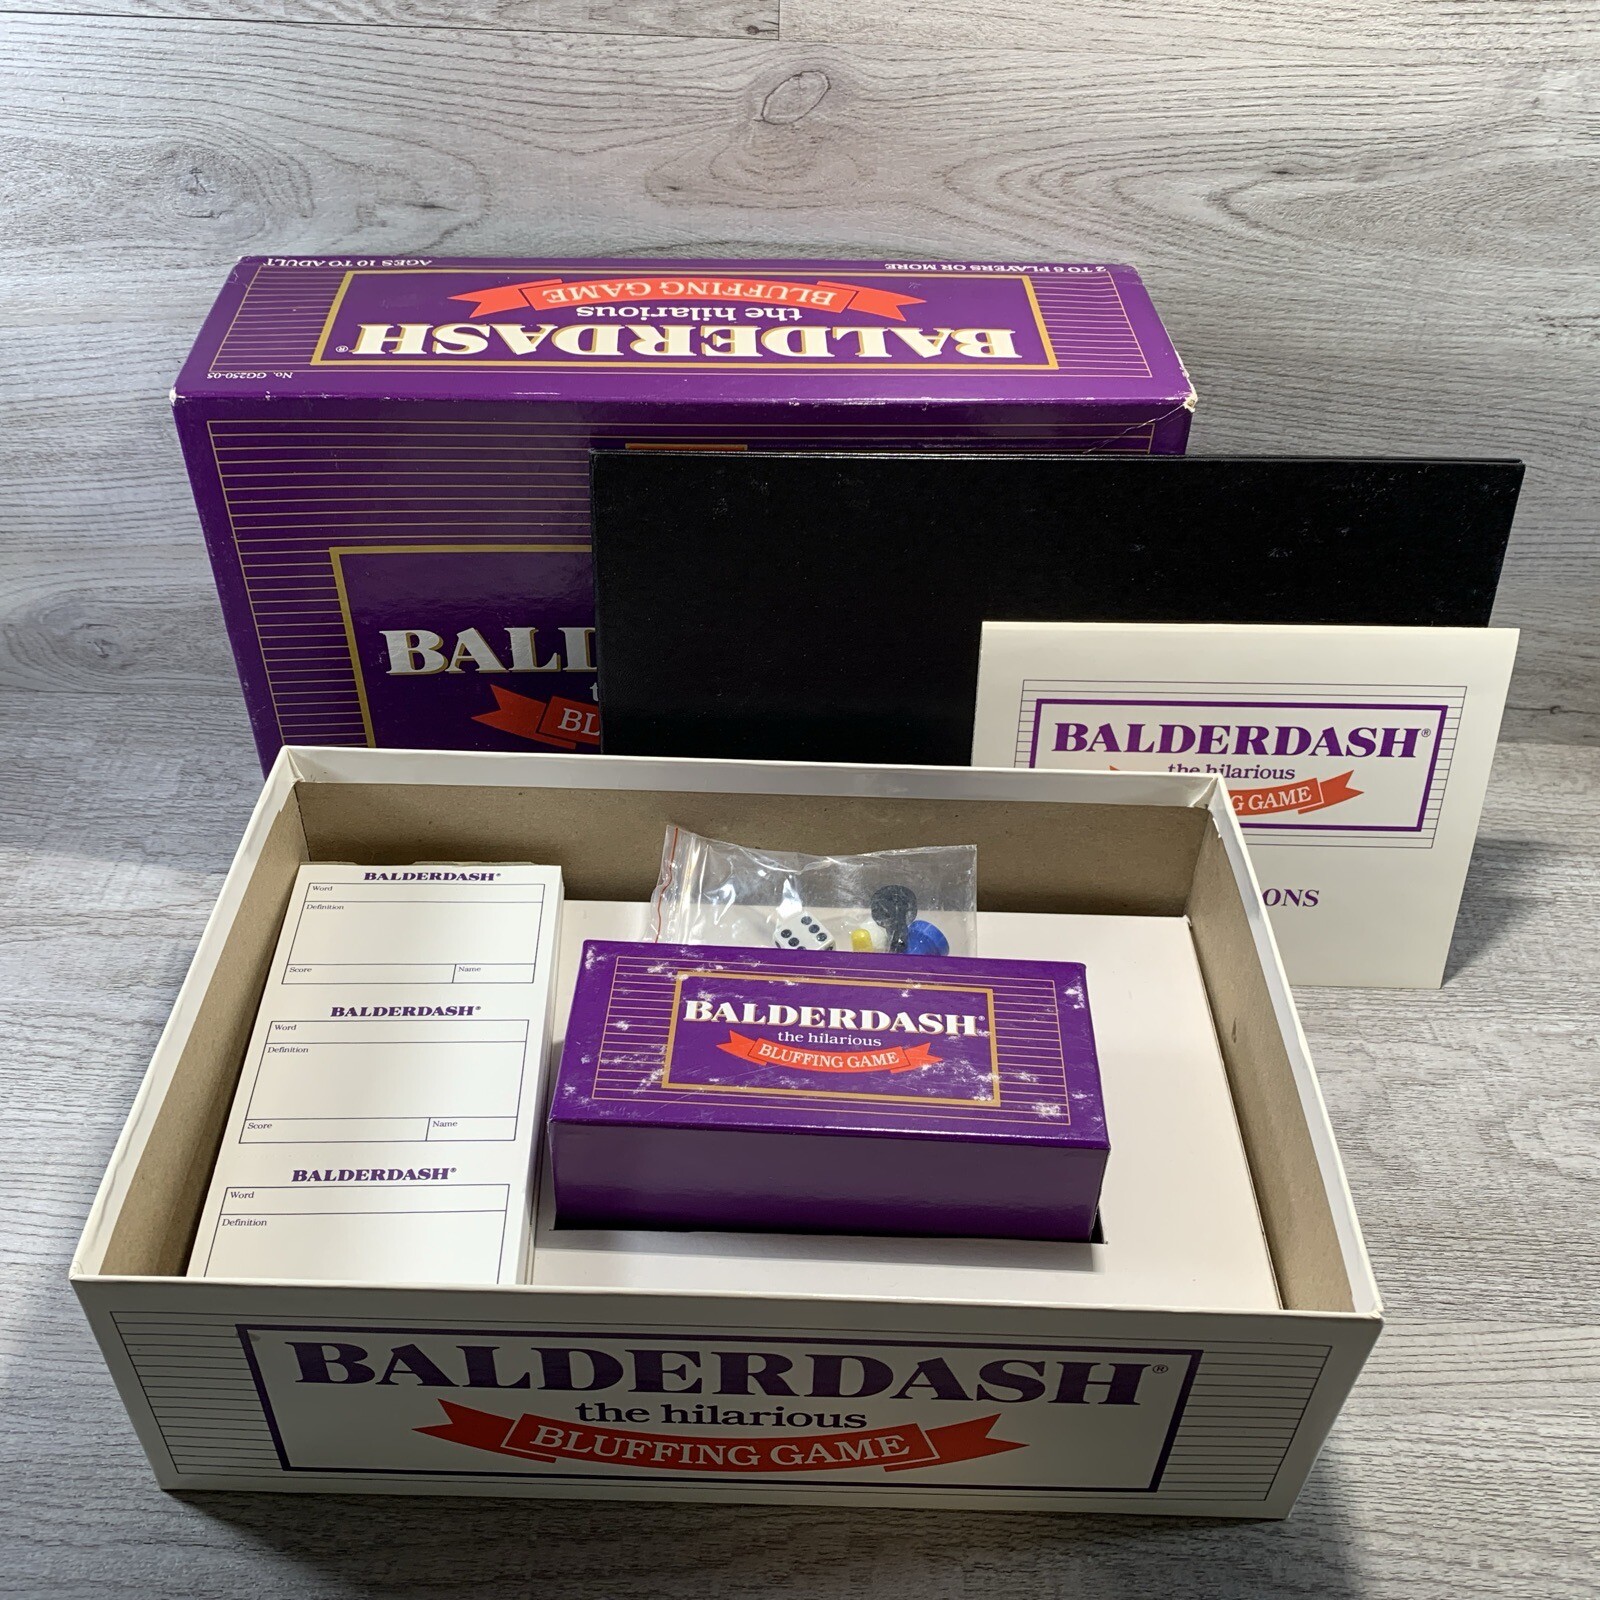 AGES 10 TO ADULT
2 TO 6 PLAYERS OR MORE
BALDERDASH®
the hilarious
BLUFFING GAME
No. GG250-05
BALD
t
BL
BALDERDASH®
the hilarious
G GAME
ONS
BALDERDASH®
Word
Definition
Score
Name
BALDERDASH®
Word
Definition
Score
Name
BALDERDASH®
Word
Definition
BALDERDASH®
the hilarious
BLUFFING GAME
BALDERDASH®
the hilarious
BLUFFING GAME